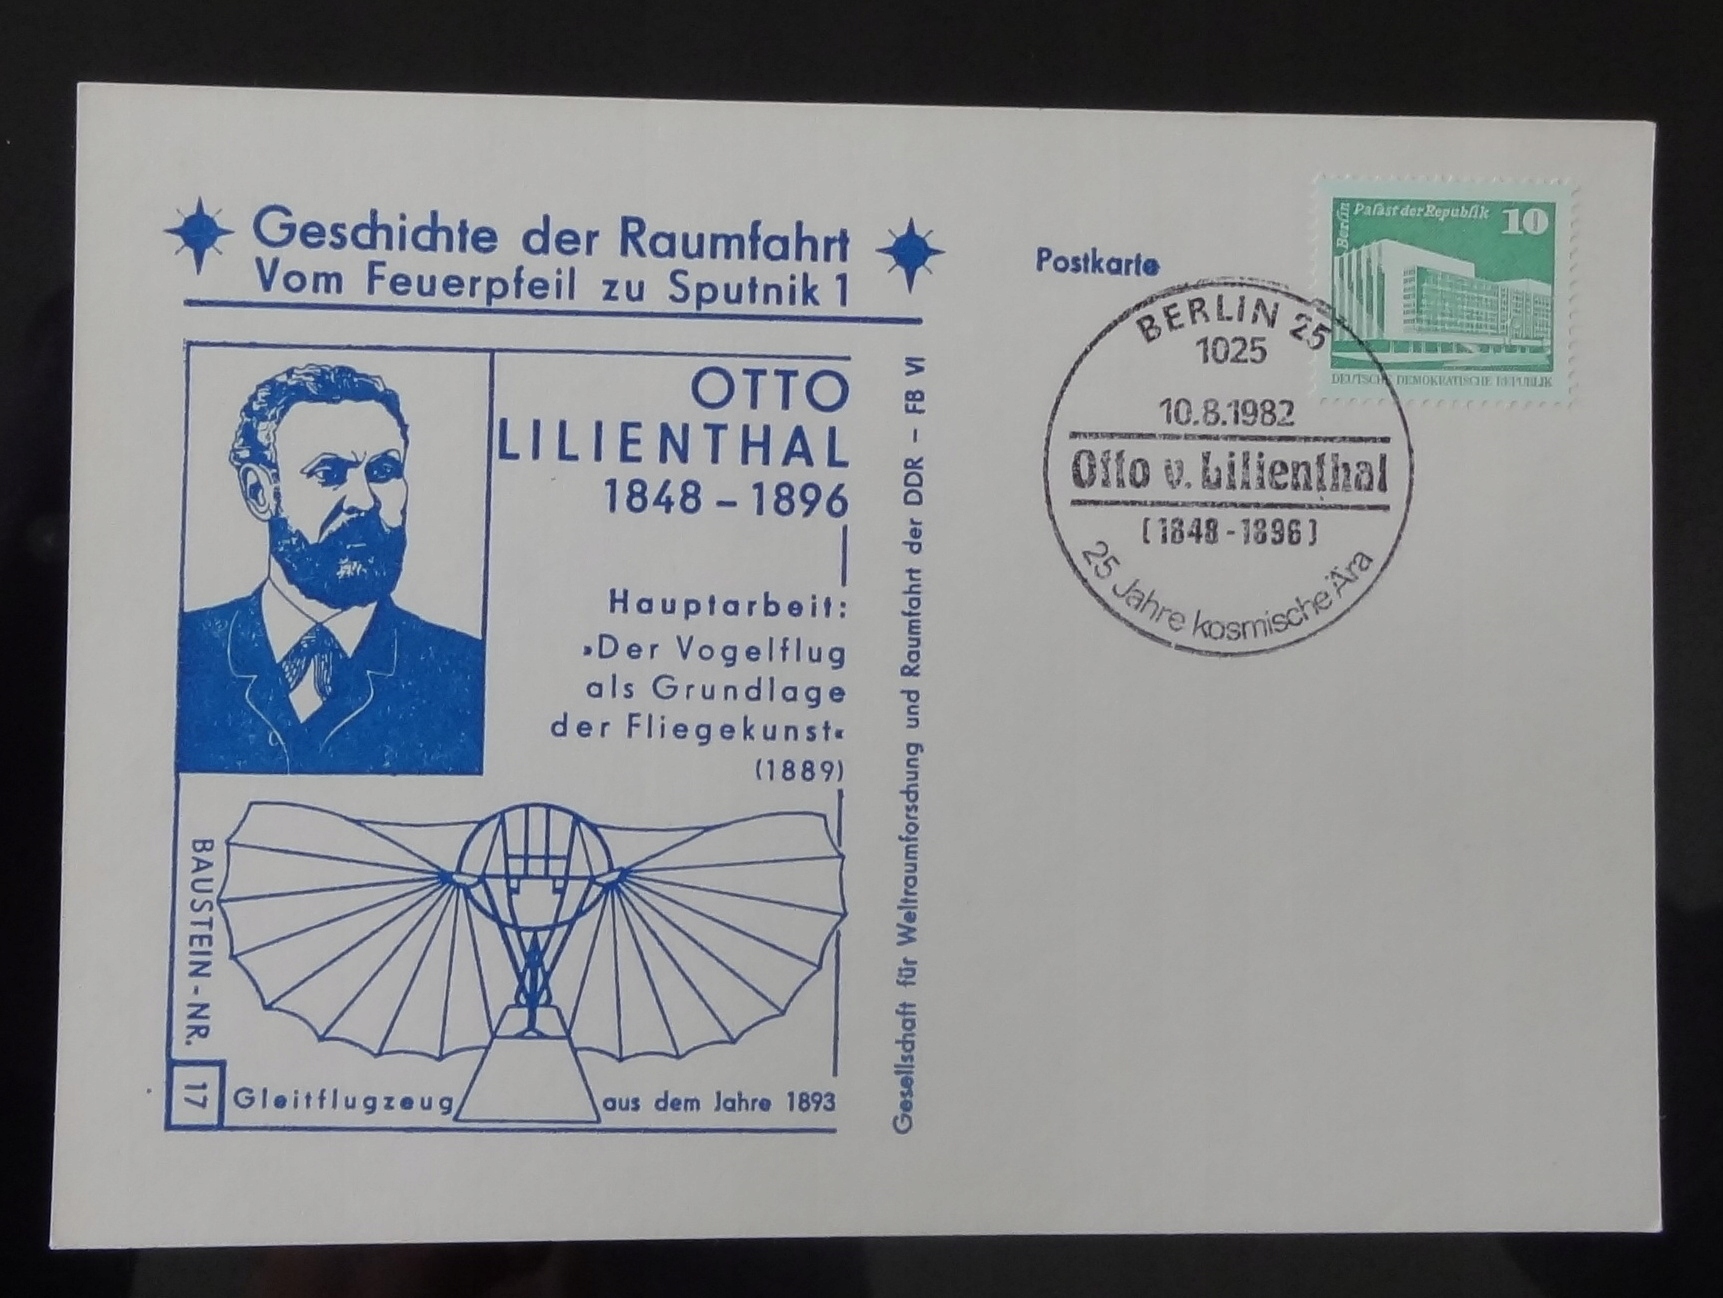 Geschichte der Raumfahrt
Vom Feuerpfeil zu Sputnik 1
OTTO
LILIENTHAL
1848 – 1896
Hauptarbeit:
»Der Vogelflug
als Grundlage
der Fliegekunst«
(1889)
BAUSTEIN-NR.
17
Gleitflugzeug aus dem Jahre 1893
Gesellschaft für Weltraumforschung und Raumfahrt der DDR – FB VI
Postkarte
Berlin
Palast der Republik
10
DEUTSCHE DEMOKRATISCHE REPUBLIK
BERLIN 25
1025
10.8.1982
Otto v. Lilienthal
[1848-1896]
25 Jahre kosmische Ära